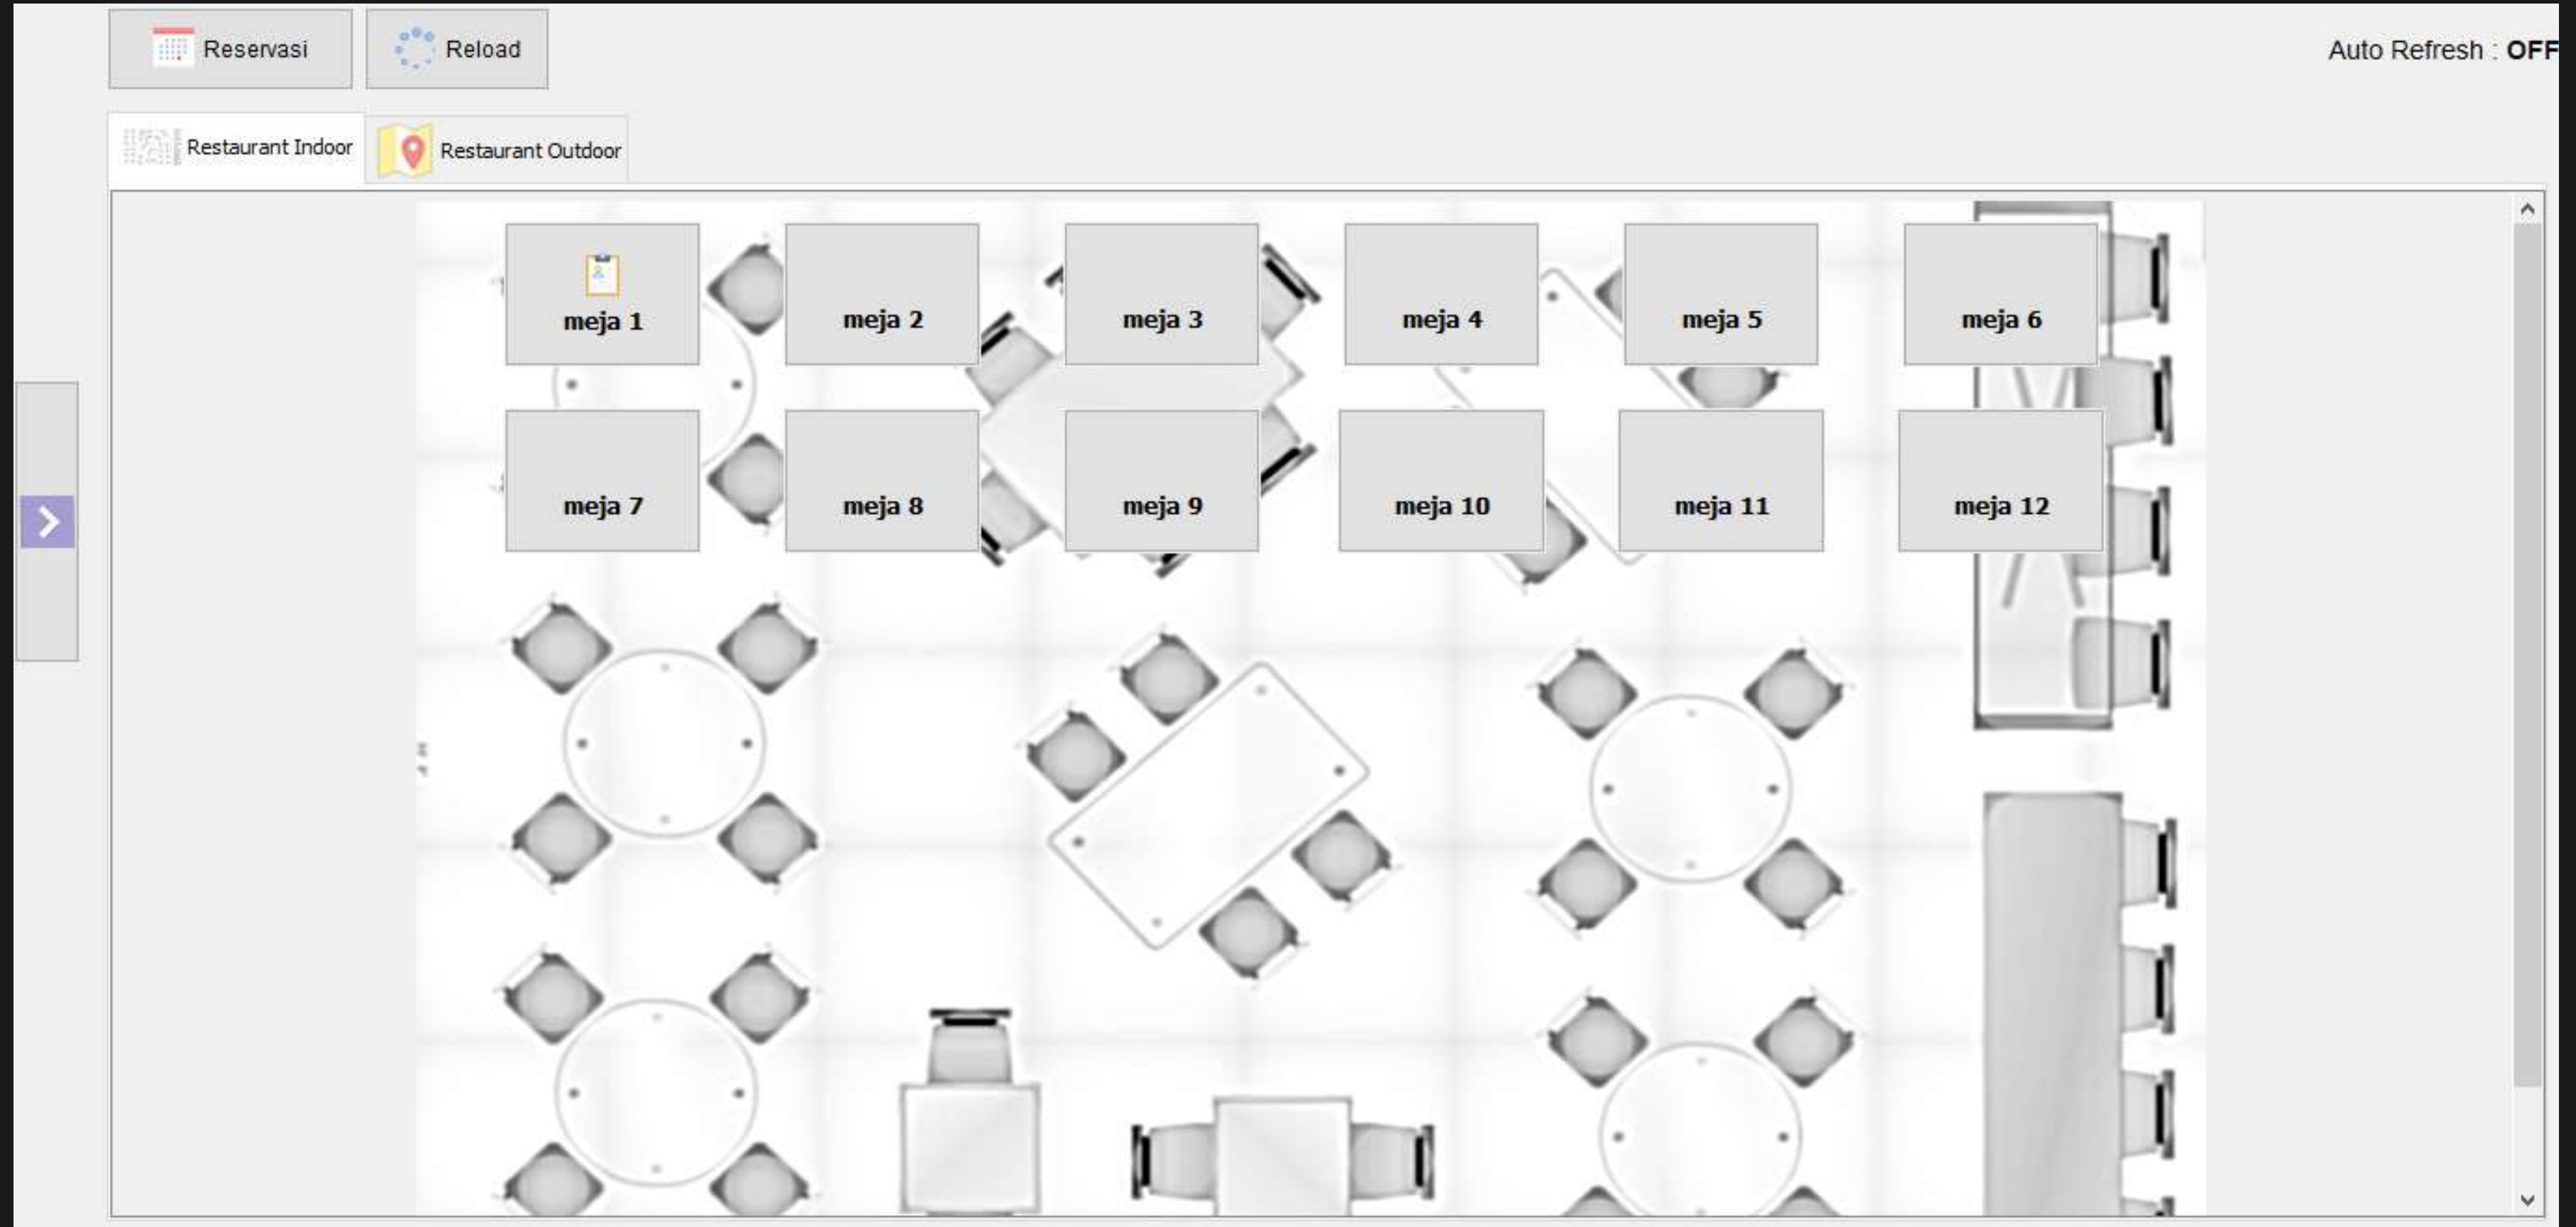 Reservasi
Reload
Auto Refresh : OFF
Restaurant Indoor
Restaurant Outdoor
meja 1
meja 2
meja 3
meja 4
meja 5
meja 6
meja 7
meja 8
meja 9
meja 10
meja 11
meja 12